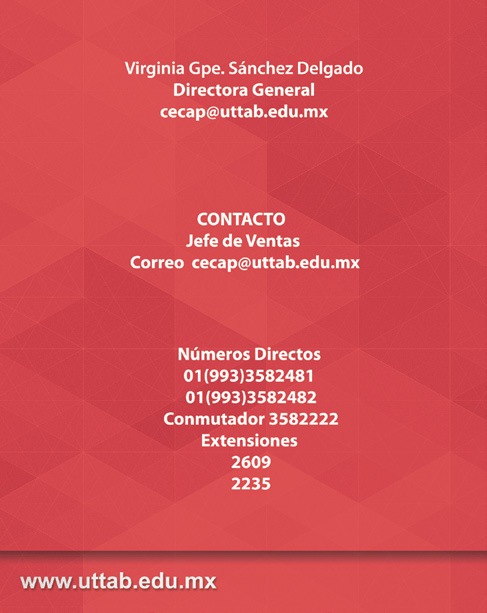 Virginia Gpe. Sánchez Delgado
Directora General
cecap@uttab.edu.mx
CONTACTO
Jefe de Ventas
Correo cecap@uttab.edu.mx
Números Directos
01(993)3582481
01(993)3582482
Conmutador 3582222
Extensiones
2609
2235
www.uttab.edu.mx